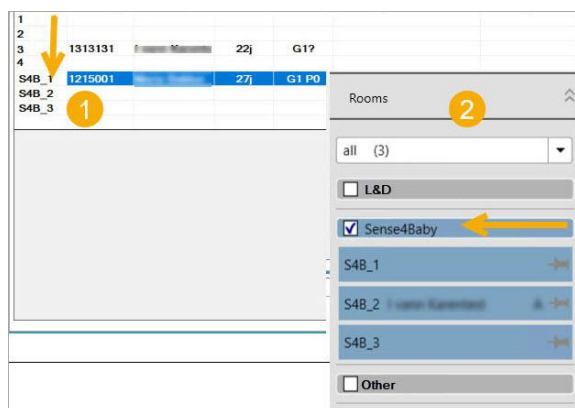 1
2
3 1313131 22j G1?
4
S4B_1 1215001 27j G1 P0
S4B_2
S4B_3
1
Rooms
2
all (3)
L&D
Sense4Baby
S4B_1
S4B_2 A
S4B_3
Other